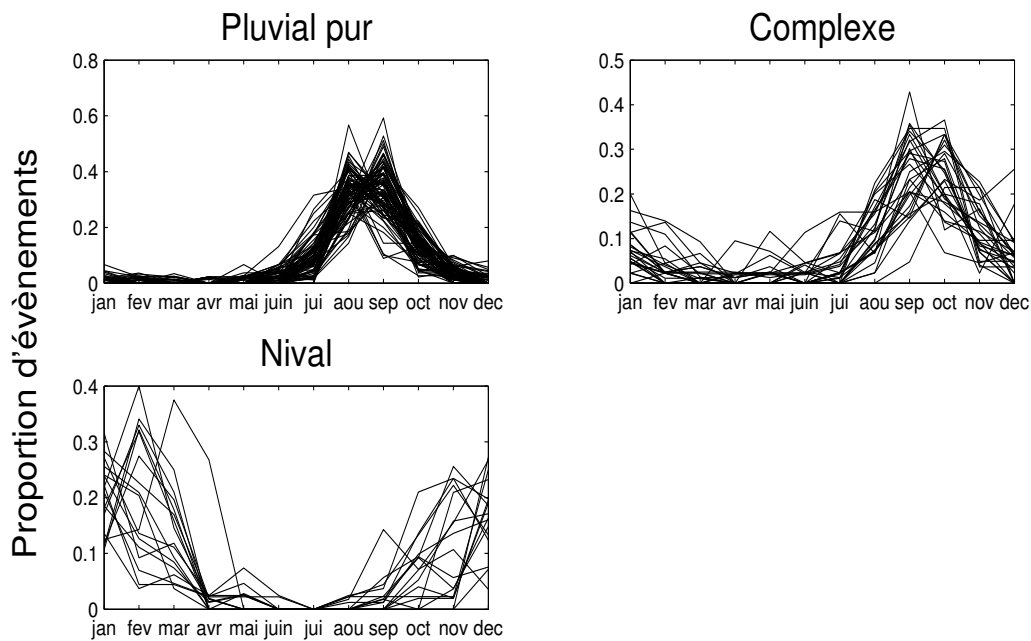 Pluvial pur
Complexe
Proportion d'évènements
0.8
0.6
0.4
0.2
0
jan fev mar avr mai juin jui aou sep oct nov dec
0.5
0.4
0.3
0.2
0.1
0
jan fev mar avr mai juin jui aou sep oct nov dec
Nival
0.4
0.3
0.2
0.1
0
jan fev mar avr mai juin jui aou sep oct nov dec